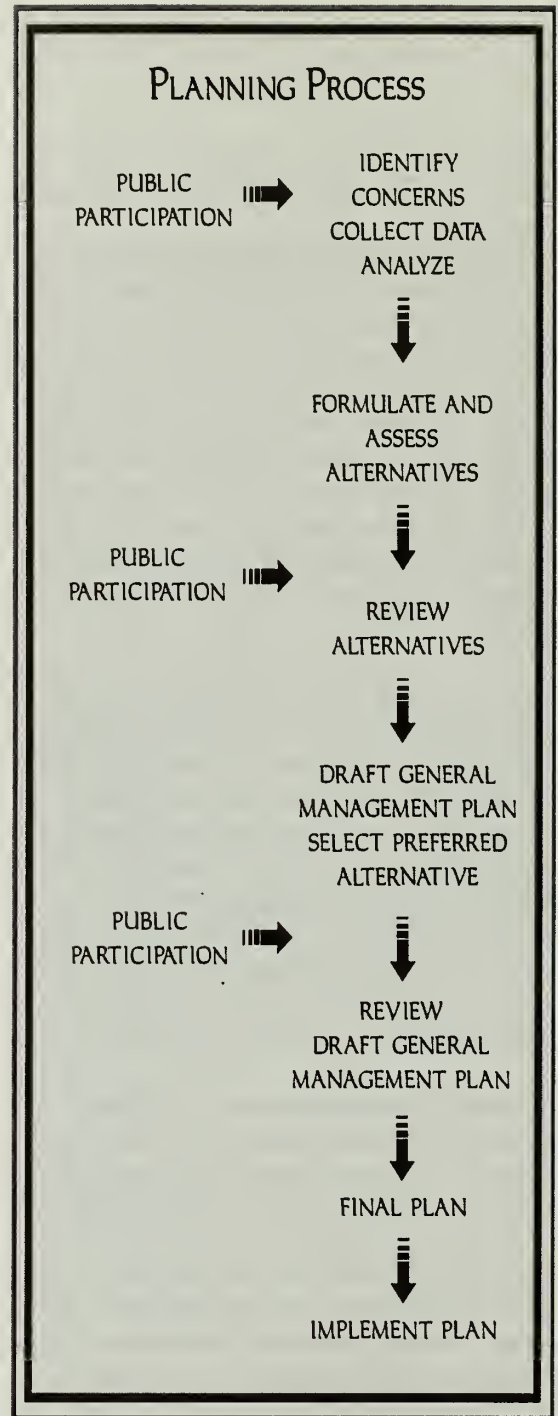 PLANNING PROCESS
PUBLIC
PARTICIPATION
IDENTIFY
CONCERNS
COLLECT DATA
ANALYZE
FORMULATE AND
ASSESS
ALTERNATIVES
PUBLIC
PARTICIPATION
REVIEW
ALTERNATIVES
DRAFT GENERAL
MANAGEMENT PLAN
SELECT PREFERRED
ALTERNATIVE
PUBLIC
PARTICIPATION
REVIEW
DRAFT GENERAL
MANAGEMENT PLAN
FINAL PLAN
IMPLEMENT PLAN